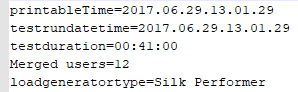 printableTime=2017.06.29.13.01.29
testrundatetime=2017.06.29.13.01.29
testduration=00:41:00
Merged users=12
loadgeneratortype=Silk Performer